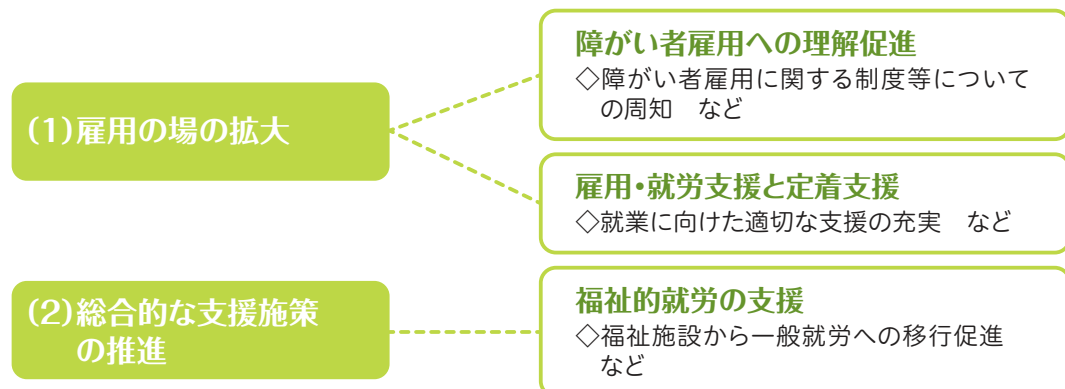 (1)雇用の場の拡大
障がい者雇用への理解促進
◇障がい者雇用に関する制度等について
の周知　など
雇用・就労支援と定着支援
◇就業に向けた適切な支援の充実　など
(2)総合的な支援施策
の推進
福祉的就労の支援
◇福祉施設から一般就労への移行促進
など